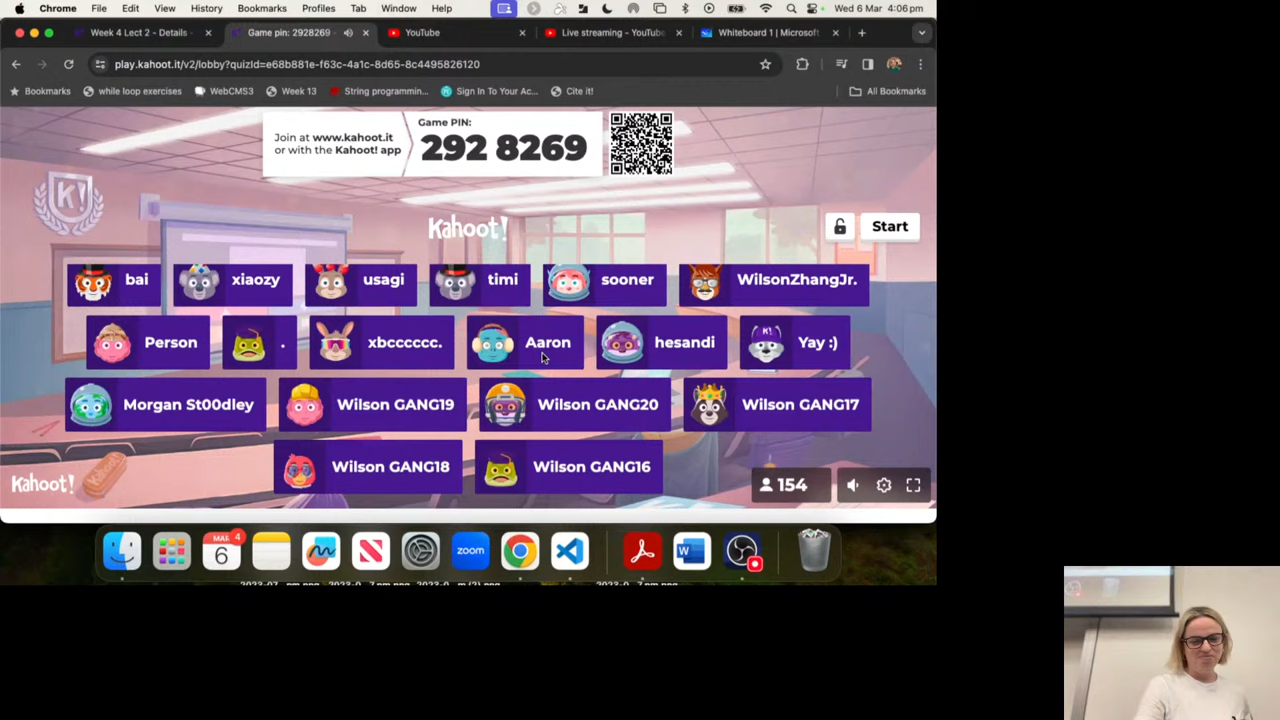 Chrome File Edit View History Bookmarks Profiles Tab Window Help Wed 6 Mar 4:06 pm
Week 4 Lect 2 - Details Game pin: 2928269 YouTube Live streaming - YouTube Whiteboard 1 | Microsoft
play.kahoot.it/v2/lobby?quizId=e68b881e-f63c-4a1c-8d65-8c4495826120
Bookmarks while loop exercises WebCMS3 Week 13 String programmin... Sign In To Your Ac... Cite it! All Bookmarks
Join at www.kahoot.it
or with the Kahoot! app
Game PIN:
292 8269
K!
Kahoot!
Start
bai xiaozy usagi timi sooner WilsonZhangJr.
Person . xbcccccc. Aaron hesandi Yay :)
Morgan St00dley Wilson GANG19 Wilson GANG20 Wilson GANG17
Wilson GANG18 Wilson GANG16
Kahoot! 154
MAR 4
6
zoom
W